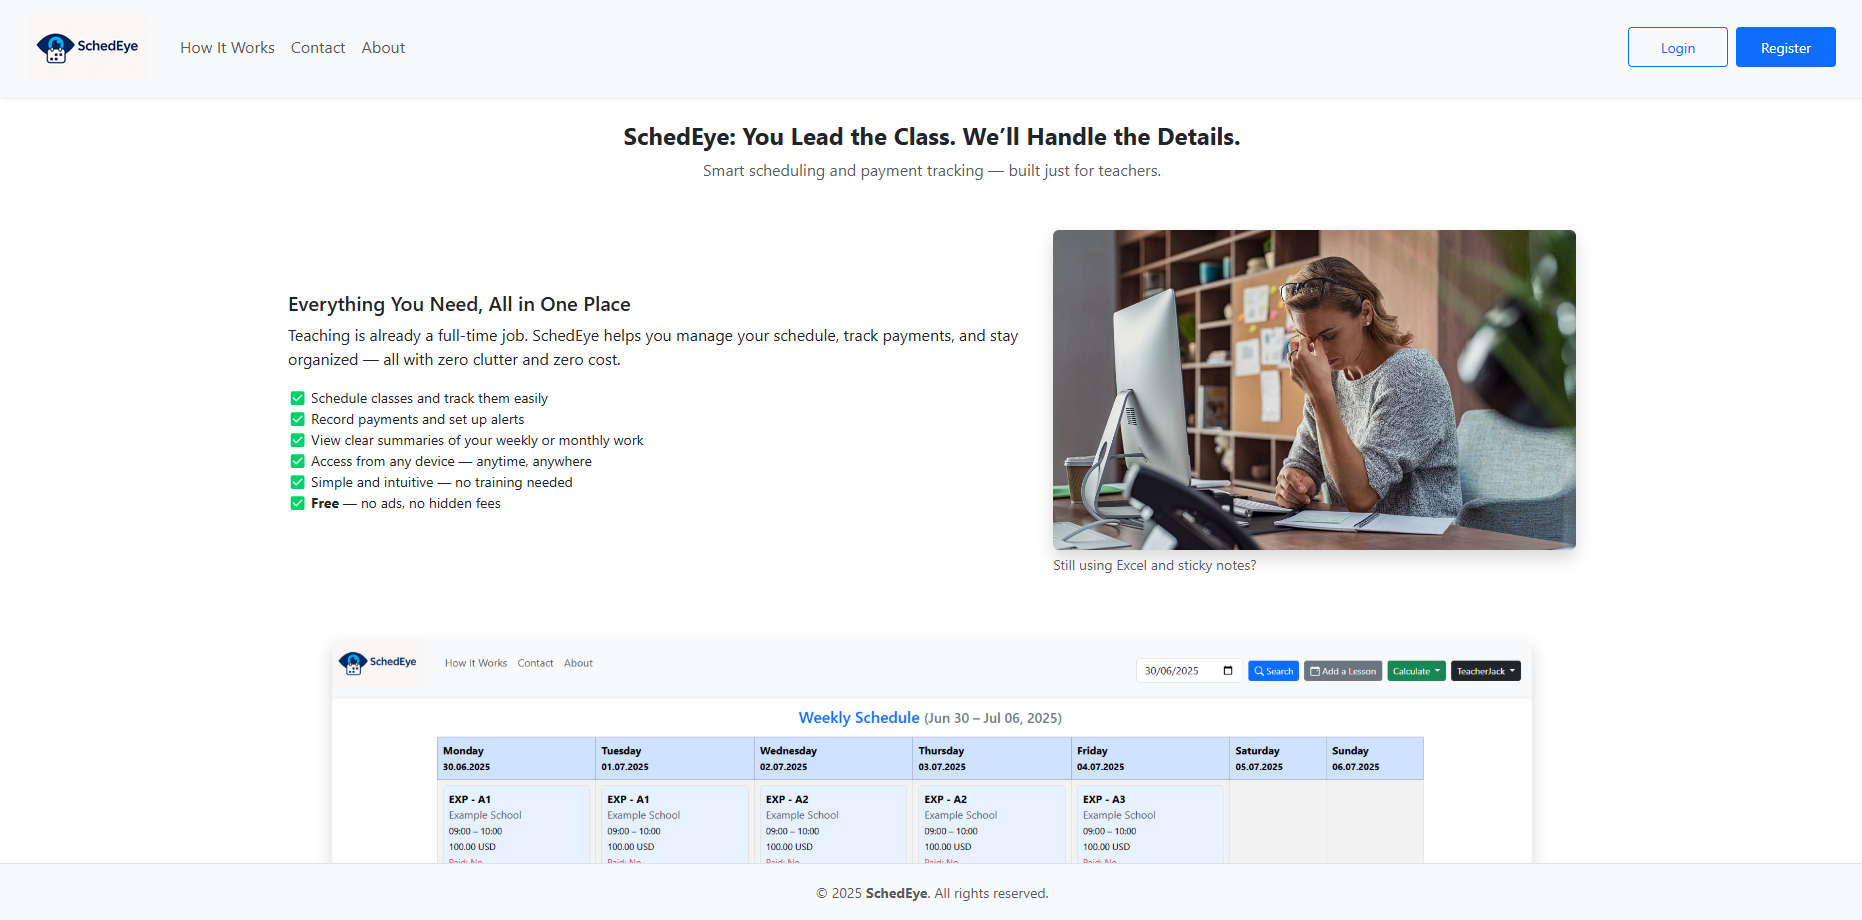 SchedEye
How It Works
Contact
About
Login
Register
SchedEye: You Lead the Class. We’ll Handle the Details.
Smart scheduling and payment tracking — built just for teachers.
Everything You Need, All in One Place
Teaching is already a full-time job. SchedEye helps you manage your schedule, track payments, and stay
organized — all with zero clutter and zero cost.
✅ Schedule classes and track them easily
✅ Record payments and set up alerts
✅ View clear summaries of your weekly or monthly work
✅ Access from any device — anytime, anywhere
✅ Simple and intuitive — no training needed
✅ Free — no ads, no hidden fees
Still using Excel and sticky notes?
SchedEye
How It Works
Contact
About
30/06/2025
Search
Add a Lesson
Calculate
TeacherJack
Weekly Schedule (Jun 30 – Jul 06, 2025)
Monday
30.06.2025
Tuesday
01.07.2025
Wednesday
02.07.2025
Thursday
03.07.2025
Friday
04.07.2025
Saturday
05.07.2025
Sunday
06.07.2025
EXP - A1
Example School
09:00 – 10:00
100.00 USD
Paid: No
EXP - A1
Example School
09:00 – 10:00
100.00 USD
Paid: No
EXP - A2
Example School
09:00 – 10:00
100.00 USD
Paid: No
EXP - A2
Example School
09:00 – 10:00
100.00 USD
Paid: No
EXP - A3
Example School
09:00 – 10:00
100.00 USD
Paid: No
© 2025 SchedEye. All rights reserved.